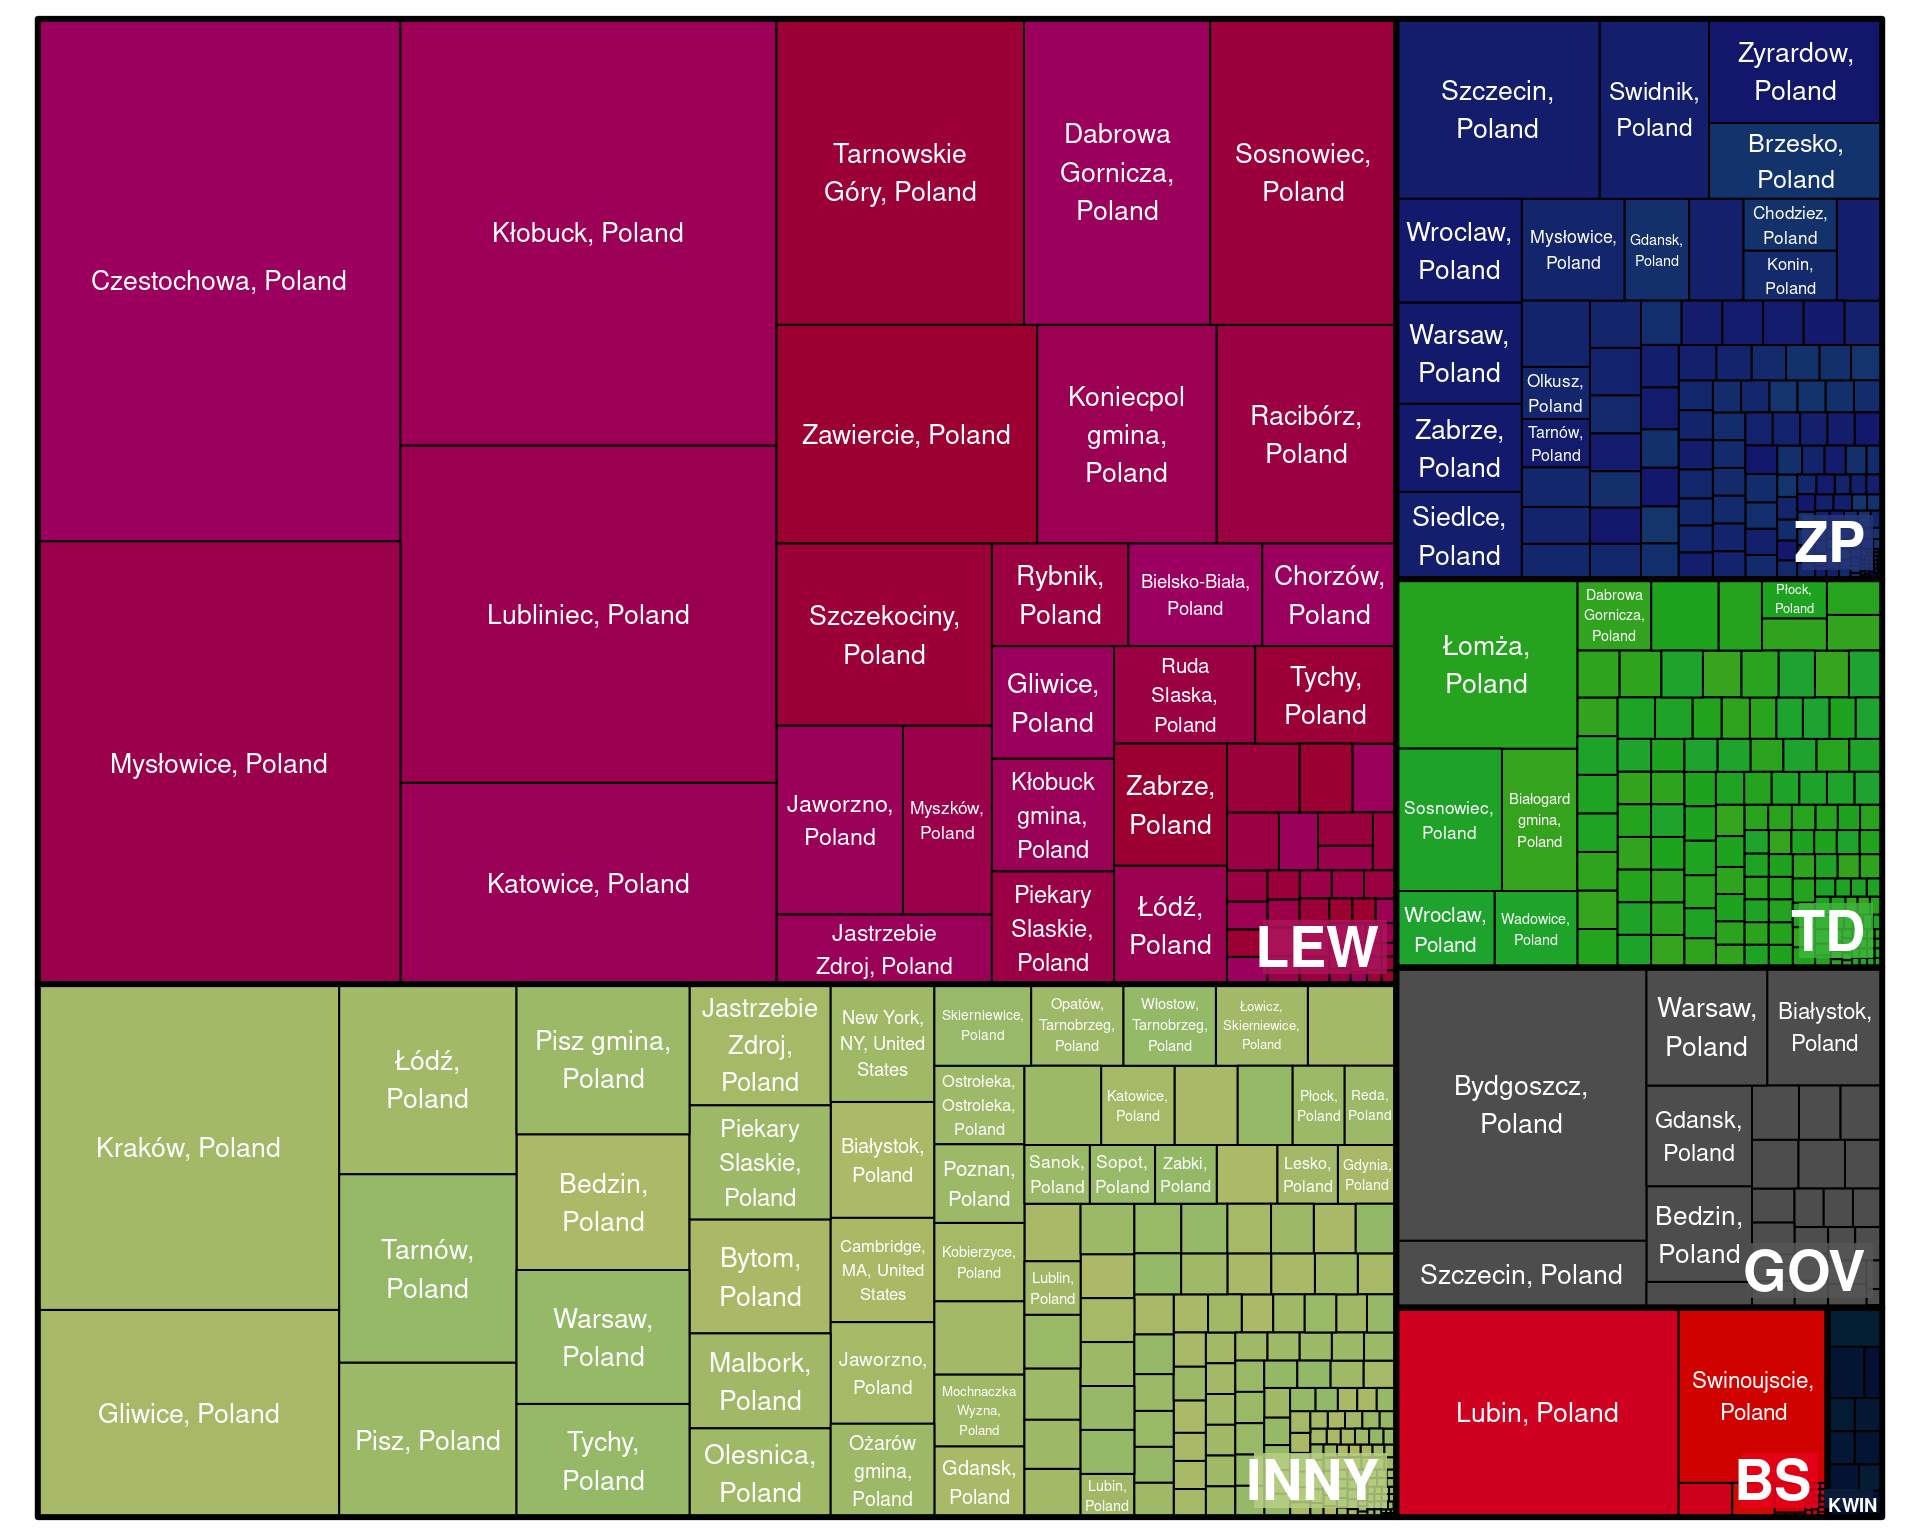 Czestochowa, Poland
Mysłowice, Poland
Kłobuck, Poland
Lubliniec, Poland
Katowice, Poland
Tarnowskie
Góry, Poland
Dabrowa
Gornicza,
Poland
Sosnowiec,
Poland
Zawiercie, Poland
Koniecpol
gmina,
Poland
Racibórz,
Poland
Szczekociny,
Poland
Rybnik,
Poland
Bielsko-Biała,
Poland
Chorzów,
Poland
Gliwice,
Poland
Ruda
Slaska,
Poland
Tychy,
Poland
Jaworzno,
Poland
Myszków,
Poland
Kłobuck
gmina,
Poland
Zabrze,
Poland
Jastrzebie
Zdroj, Poland
Piekary
Slaskie,
Poland
Łódź,
Poland
LEW
Szczecin,
Poland
Swidnik,
Poland
Zyrardow,
Poland
Brzesko,
Poland
Wroclaw,
Poland
Mysłowice,
Poland
Gdansk,
Poland
Chodziez,
Poland
Konin,
Poland
Warsaw,
Poland
Olkusz,
Poland
Zabrze,
Poland
Tarnów,
Poland
Siedlce,
Poland
ZP
Łomża,
Poland
Dabrowa
Gornicza,
Poland
Płock,
Poland
Sosnowiec,
Poland
Białogard
gmina,
Poland
Wroclaw,
Poland
Wadowice,
Poland
TD
Kraków, Poland
Gliwice, Poland
Łódź,
Poland
Tarnów,
Poland
Pisz, Poland
Pisz gmina,
Poland
Bedzin,
Poland
Warsaw,
Poland
Tychy,
Poland
Jastrzebie
Zdroj,
Poland
Piekary
Slaskie,
Poland
Bytom,
Poland
Malbork,
Poland
Olesnica,
Poland
New York,
NY, United
States
Białystok,
Poland
Cambridge,
MA, United
States
Jaworzno,
Poland
Ożarów
gmina,
Poland
Skierniewice,
Poland
Opatów,
Tarnobrzeg,
Poland
Włostow,
Tarnobrzeg,
Poland
Łowicz,
Skierniewice,
Poland
Ostrołeka,
Ostroleka,
Poland
Katowice,
Poland
Płock,
Poland
Reda,
Poland
Poznan,
Poland
Sanok,
Poland
Sopot,
Poland
Zabki,
Poland
Lesko,
Poland
Gdynia,
Poland
Kobierzyce,
Poland
Lublin,
Poland
Mochnaczka
Wyzna,
Poland
Gdansk,
Poland
Lubin,
Poland
INNY
Bydgoszcz,
Poland
Szczecin, Poland
Warsaw,
Poland
Białystok,
Poland
Gdansk,
Poland
Bedzin,
Poland
GOV
Lubin, Poland
Swinoujscie,
Poland
BS
KWIN